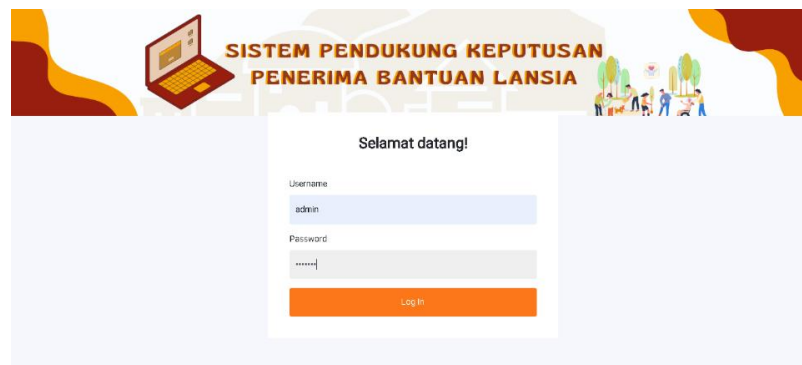 SISTEM PENDUKUNG KEPUTUSAN
PENERIMA BANTUAN LANSIA
Selamat datang!
Username
admin
Password
•••••••
Log In